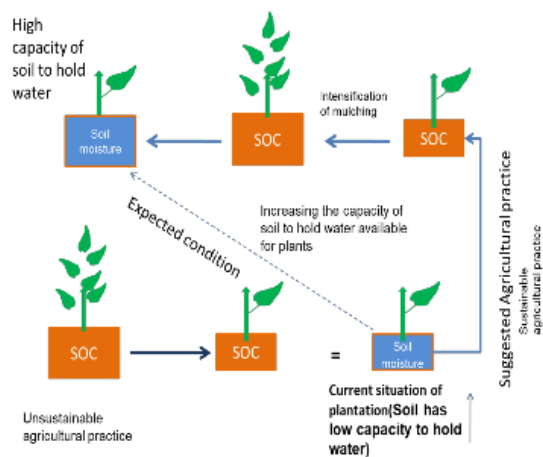 High
capacity of
soil to hold
water
Soil
moisture
SOC
Intensification
of mulching
SOC
Expected condition
Increasing the capacity of
soil to hold water available
for plants
Suggested Agricultural practice
Sustainable
agricultural practice
SOC
SOC
=
Soil
moisture
Unsustainable
agricultural practice
Current situation of
plantation(Soil has
low capacity to hold
water)